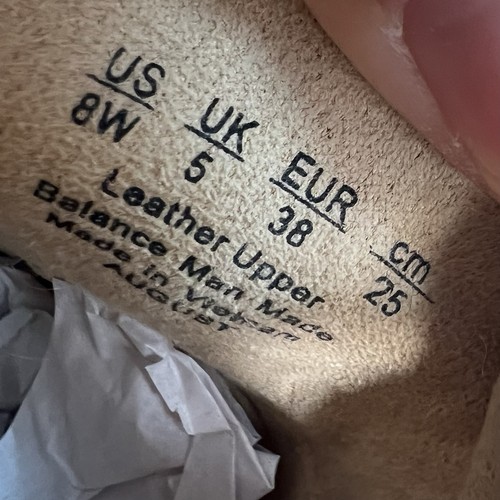 US UK EUR cm
8W 5 38 25
Leather Upper
Balance Man Made
Made in Vietnam
AUGUST